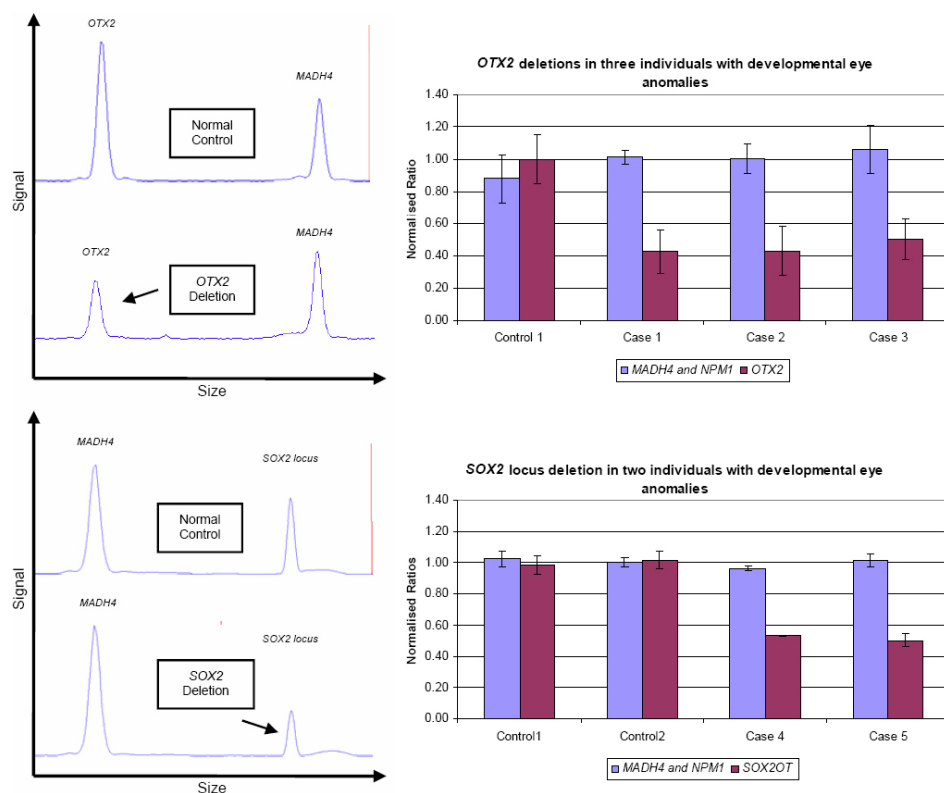 OTX2
MADH4
Normal
Control
Signal
OTX2
MADH4
OTX2
Deletion
Size
OTX2 deletions in three individuals with developmental eye
anomalies
Normalised Ratio
1.40
1.20
1.00
0.80
0.60
0.40
0.20
0.00
Control 1 Case 1 Case 2 Case 3
MADH4 and NPM1 OTX2
MADH4
SOX2 locus
Normal
Control
Signal
MADH4
SOX2 locus
SOX2
Deletion
Size
SOX2 locus deletion in two individuals with developmental eye
anomalies
Normalised Ratios
1.40
1.20
1.00
0.80
0.60
0.40
0.20
0.00
Control1 Control2 Case 4 Case 5
MADH4 and NPM1 SOX2OT